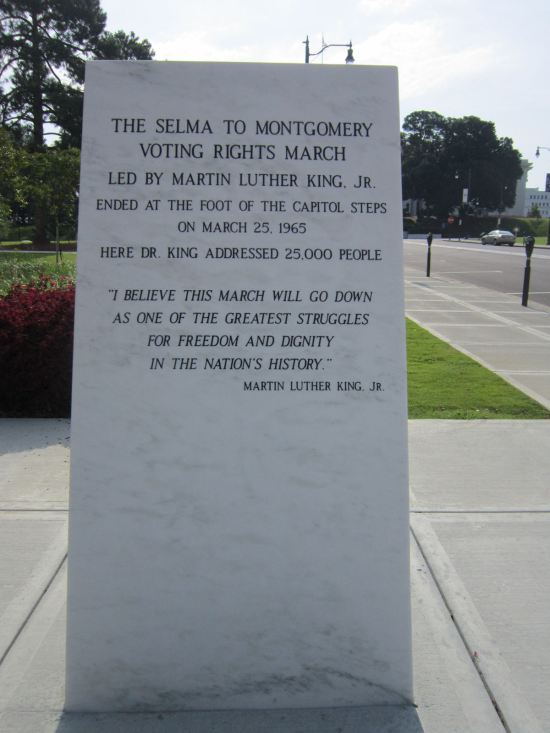 THE SELMA TO MONTGOMERY
VOTING RIGHTS MARCH
LED BY MARTIN LUTHER KING, JR.
ENDED AT THE FOOT OF THE CAPITOL STEPS
ON MARCH 25, 1965
HERE DR. KING ADDRESSED 25,000 PEOPLE
"I BELIEVE THIS MARCH WILL GO DOWN
AS ONE OF THE GREATEST STRUGGLES
FOR FREEDOM AND DIGNITY
IN THE NATION'S HISTORY."
MARTIN LUTHER KING, JR.